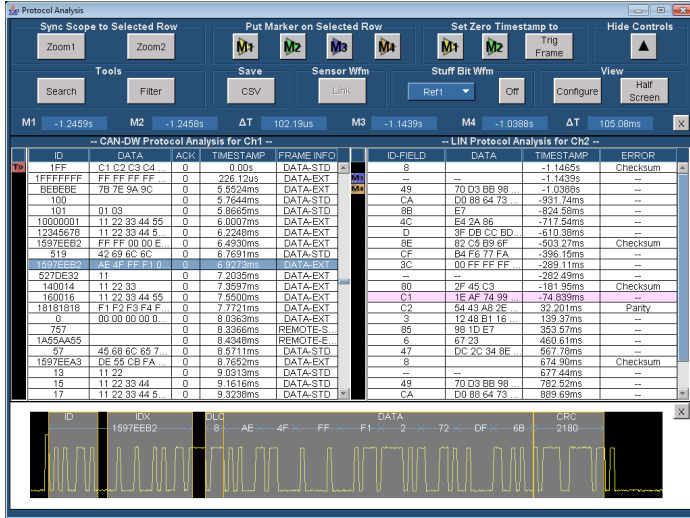 Protocol Analysis
Sync Scope to Selected Row Put Marker on Selected Row Set Zero Timestamp to Hide Controls
Zoom1 Zoom2 M1 M2 M3 M4 M1 M2 Trig Frame
Tools Save Sensor Wfm Stuff Bit Wfm View
Search Filter CSV Link Ref1 Off Configure Half Screen
M1 -1.2459s M2 -1.2458s ΔT 102.19us M3 -1.1439s M4 -1.0388s ΔT 105.08ms X
-- CAN-DW Protocol Analysis for Ch1 -- -- LIN Protocol Analysis for Ch2 --
ID DATA ACK TIMESTAMP FRAME INFO ID-FIELD DATA TIMESTAMP ERROR
To 1FF C1 C2 C3 C4 ... 0 0.00s DATA-STD 8 -1.1465s Checksum
1FFFFFFF FF FF FF FF ... 0 226.12us DATA-EXT M3 -- -- -1.1439s --
BEBEBE 7B 7E 9A 9C 0 5.5524ms DATA-EXT M4 49 70 D3 BB 98 ... -1.0388s --
100 0 5.7644ms DATA-STD CA D0 88 64 73 ... -931.74ms --
101 01 03 0 5.8665ms DATA-STD 8B E7 -824.58ms --
10000001 11 22 33 44 55 0 6.0007ms DATA-EXT 4C E4 2A 86 -717.54ms --
12345678 11 22 33 44 5... 0 6.2248ms DATA-EXT D 3F DB CC BD... -610.38ms --
1597EEB2 FF FF 00 00 E... 0 6.4930ms DATA-EXT 8E 82 C5 B9 6F -503.27ms Checksum
519 42 69 6C 6C 0 6.7691ms DATA-STD CF B4 F6 77 FA -396.15ms --
1597EEB2 AE 4F FF F1 0... 0 6.9273ms DATA-EXT 3C 00 FF FF FF ... -289.11ms --
527DE32 11 0 7.2035ms DATA-EXT -- -282.49ms --
140014 11 22 33 0 7.3597ms DATA-EXT 80 2F 45 C3 -181.95ms Checksum
160016 11 22 33 44 55 0 7.5500ms DATA-EXT C1 1E AF 74 99 ... -74.839ms --
18181818 F1 F2 F3 F4 F... 0 7.7721ms DATA-EXT C2 54 43 A8 2E ... 32.201ms Parity
0 00 00 00 00 0... 0 8.0363ms DATA-EXT 3 12 48 B1 16 ... 139.37ms --
757 0 8.3366ms REMOTE-S... 85 98 1D E7 353.57ms --
1A55AA55 0 8.4348ms REMOTE-E... 6 67 23 460.61ms --
57 45 68 6C 65 7... 0 8.5711ms DATA-STD 47 DC 2C 34 8E ... 567.78ms --
1597EEA3 DE 55 CB FA ... 0 8.7652ms DATA-EXT 8 674.90ms Checksum
13 11 22 0 9.0313ms DATA-STD -- -- 677.44ms --
15 11 22 33 44 0 9.1616ms DATA-STD 49 70 D3 BB 98 ... 782.52ms --
17 11 22 33 44 5... 0 9.3238ms DATA-STD CA D0 88 64 73 ... 889.69ms --
ID IDX DLC DATA CRC X
1597EEB2 8 AE 4F FF F1 2 72 DF 6B 2180